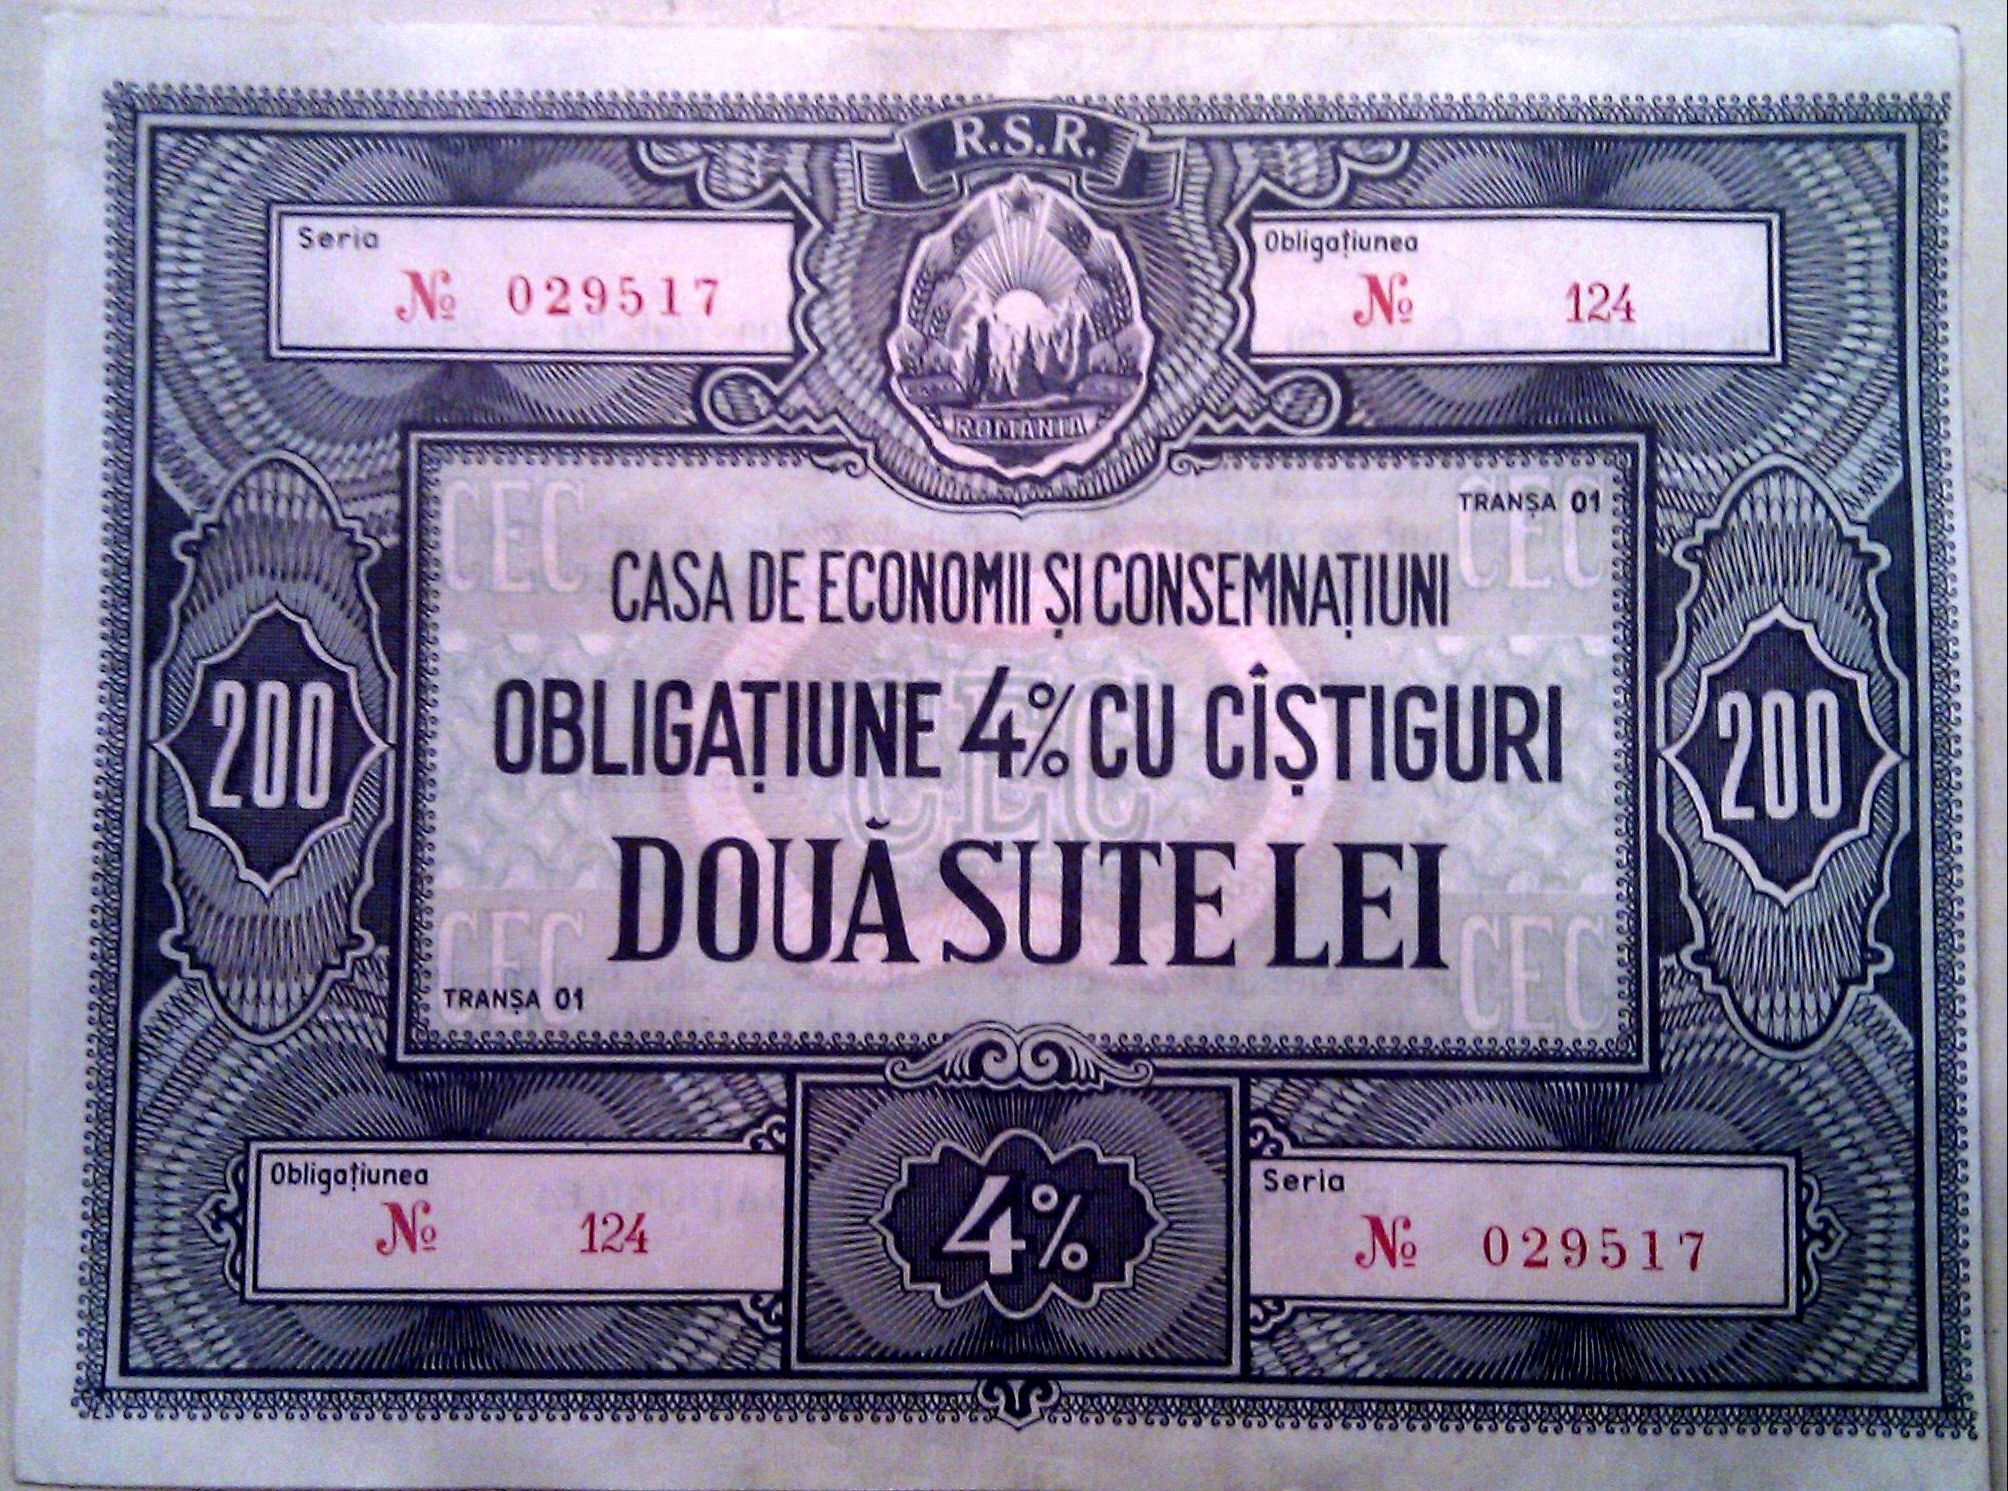 R.S.R.
Seria
№ 029517
Obligațiunea
№ 124
ROMÂNIA
TRANȘA 01
CEC CEC
CASA DE ECONOMII ȘI CONSEMNAȚIUNI
OBLIGAȚIUNE 4% CU CÎȘTIGURI
200 CEC 200
DOUĂ SUTE LEI
CEC CEC
TRANȘA 01
Obligațiunea
№ 124
4%
Seria
№ 029517